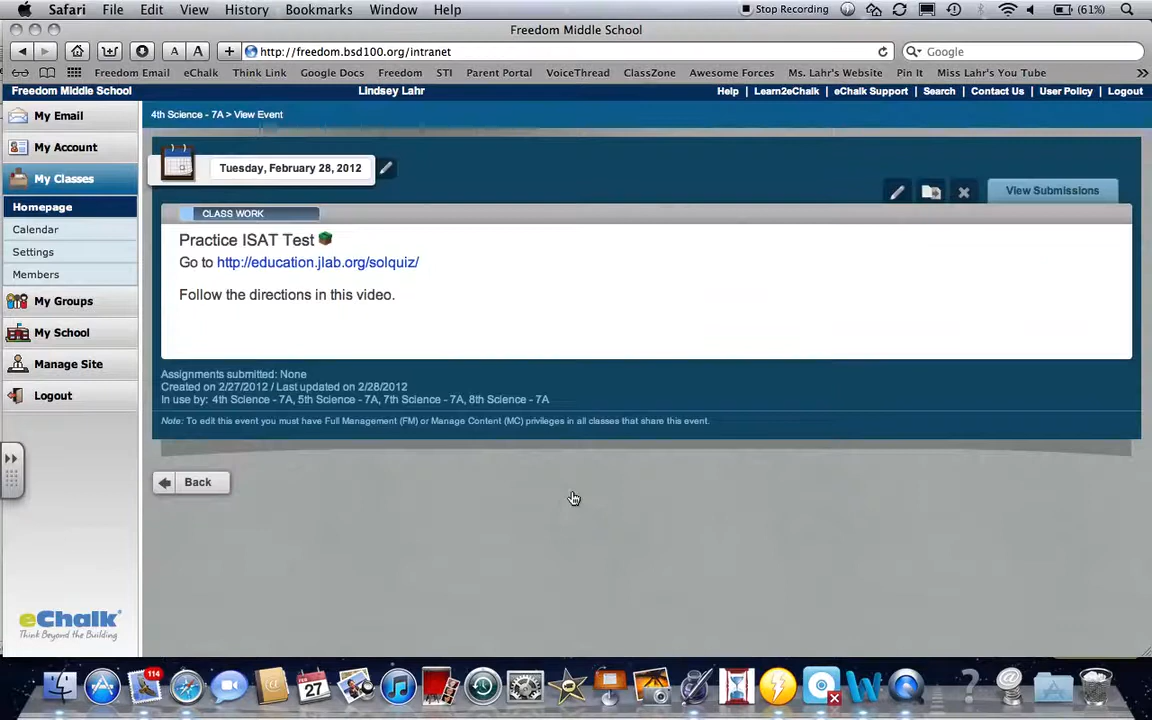 Safari File Edit View History Bookmarks Window Help Stop Recording (61%)
Freedom Middle School
A A + http://freedom.bsd100.org/intranet Google
Freedom Email eChalk Think Link Google Docs Freedom STI Parent Portal VoiceThread ClassZone Awesome Forces Ms. Lahr's Website Pin It Miss Lahr's You Tube
Freedom Middle School Lindsey Lahr Help | Learn2eChalk | eChalk Support | Search | Contact Us | User Policy | Logout
My Email
My Account
My Classes
Homepage
Calendar
Settings
Members
My Groups
My School
Manage Site
Logout
eChalk
Think Beyond the Building
4th Science - 7A > View Event
Tuesday, February 28, 2012
View Submissions
CLASS WORK
Practice ISAT Test
Go to http://education.jlab.org/solquiz/
Follow the directions in this video.
Assignments submitted: None
Created on 2/27/2012 / Last updated on 2/28/2012
In use by: 4th Science - 7A, 5th Science - 7A, 7th Science - 7A, 8th Science - 7A
Note: To edit this event you must have Full Management (FM) or Manage Content (MC) privileges in all classes that share this event.
Back
114
FEB
27